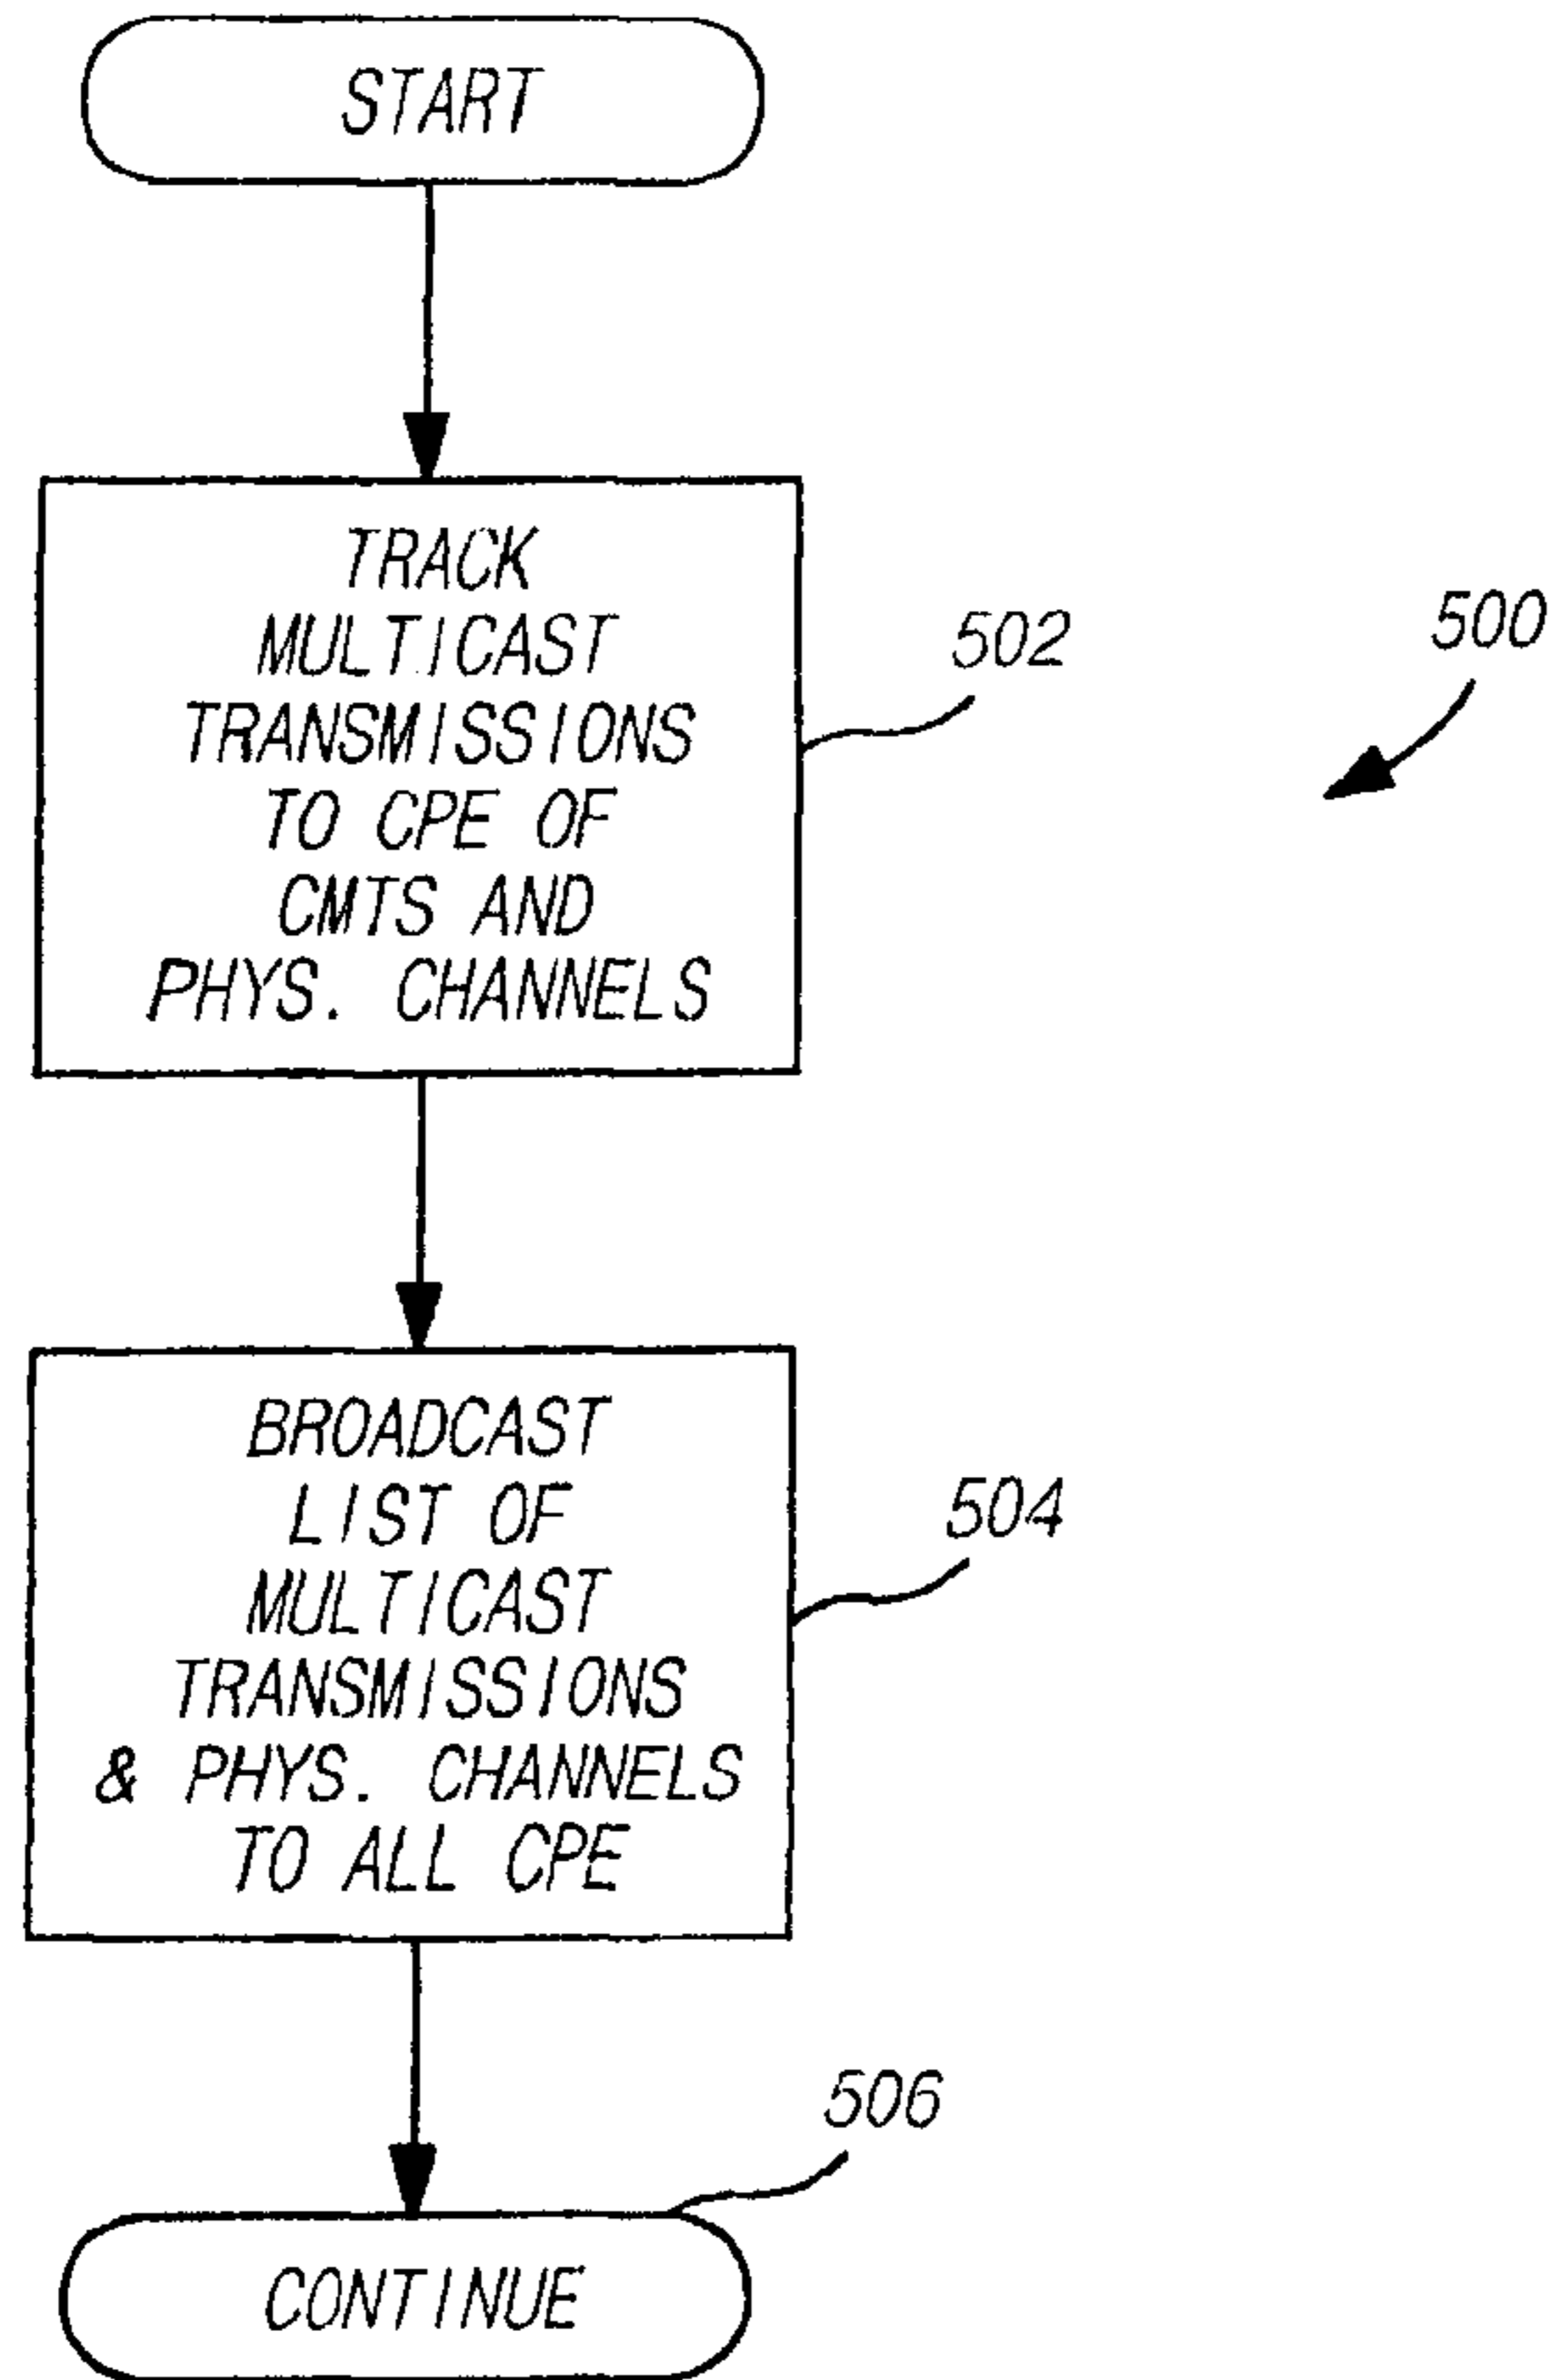 START
TRACK
MULTICAST
TRANSMISSIONS
TO CPE OF
CMTS AND
PHYS. CHANNELS
502
500
BROADCAST
LIST OF
MULTICAST
TRANSMISSIONS
& PHYS. CHANNELS
TO ALL CPE
504
506
CONTINUE